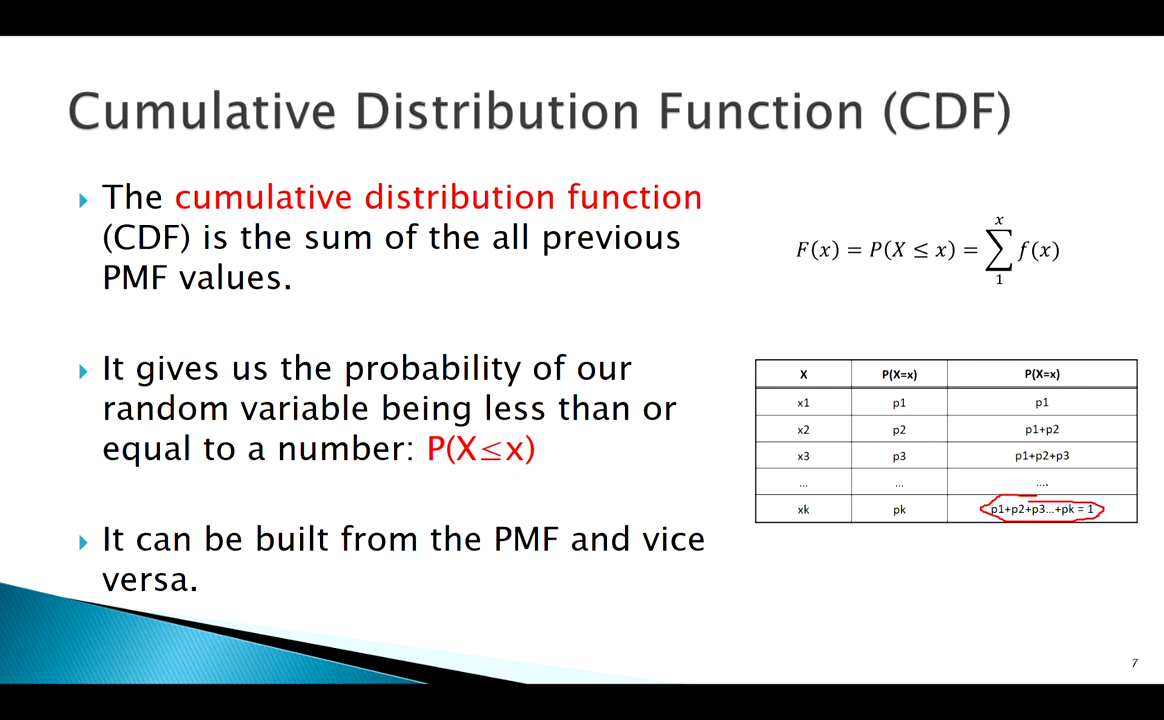 Cumulative Distribution Function (CDF)
The cumulative distribution function
(CDF) is the sum of the all previous
PMF values.
F(x) = P(X ≤ x) = ∑ₓ₌₁ˣ f(x)
It gives us the probability of our
random variable being less than or
equal to a number: P(X≤x)
X P(X=x) P(X=x)
x1 p1 p1
x2 p2 p1+p2
x3 p3 p1+p2+p3
... ... ....
xk pk p1+p2+p3...+pk = 1
It can be built from the PMF and vice
versa.
7